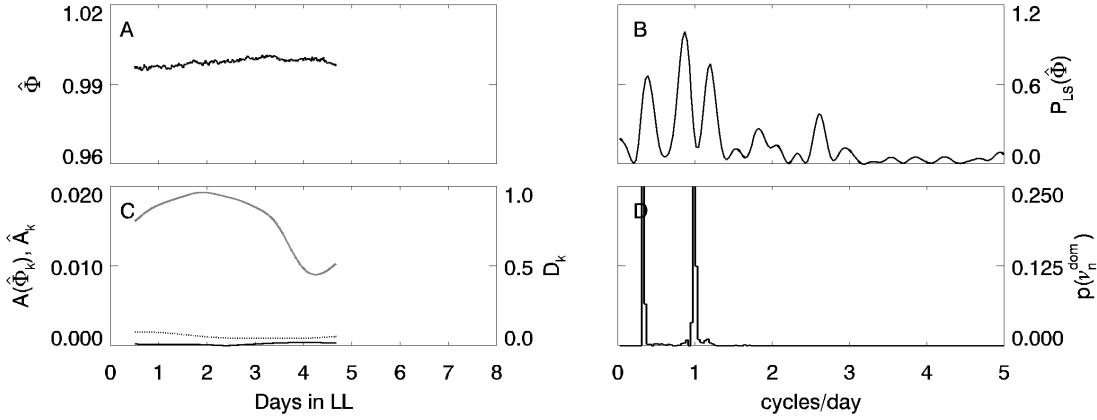 A
1.02
0.99
0.96
Φ̂
B
1.2
0.6
0.0
P_LS(Φ̂)
C
0.020
0.010
0.000
A(Φ̂_k), Â_k
1.0
0.5
0.0
D_k
0 1 2 3 4 5 6 7 8
Days in LL
D
0.250
0.125
0.000
p(ν_n^dom)
0 1 2 3 4 5
cycles/day